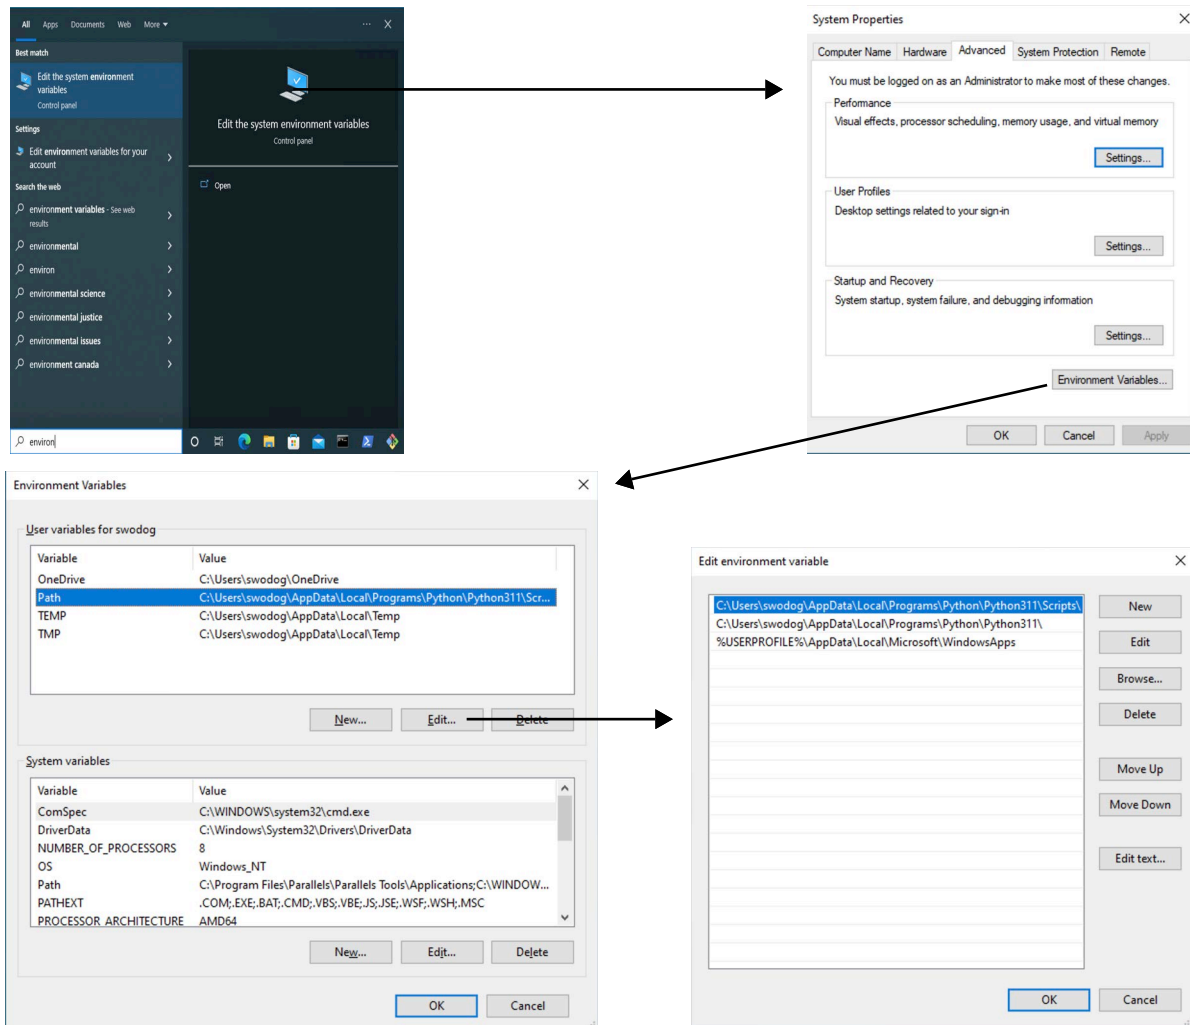 All Apps Documents Web More
Best match
Edit the system environment
variables
Control panel
Settings
Edit environment variables for your
account
Search the web
environment variables - See web
results
environmental
environ
environmental science
environmental justice
environmental issues
environment canada
environ
Edit the system environment variables
Control panel
Open
System Properties
Computer Name Hardware Advanced System Protection Remote
You must be logged on as an Administrator to make most of these changes.
Performance
Visual effects, processor scheduling, memory usage, and virtual memory
Settings...
User Profiles
Desktop settings related to your sign-in
Settings...
Startup and Recovery
System startup, system failure, and debugging information
Settings...
Environment Variables...
OK Cancel Apply
Environment Variables
User variables for swodog
Variable Value
OneDrive C:\Users\swodog\OneDrive
Path C:\Users\swodog\AppData\Local\Programs\Python\Python311\Scr...
TEMP C:\Users\swodog\AppData\Local\Temp
TMP C:\Users\swodog\AppData\Local\Temp
New... Edit... Delete
System variables
Variable Value
ComSpec C:\WINDOWS\system32\cmd.exe
DriverData C:\Windows\System32\Drivers\DriverData
NUMBER_OF_PROCESSORS 8
OS Windows_NT
Path C:\Program Files\Parallels\Parallels Tools\Applications;C:\WINDOW...
PATHEXT .COM;.EXE;.BAT;.CMD;.VBS;.VBE;.JS;.JSE;.WSF;.WSH;.MSC
PROCESSOR_ARCHITECTURE AMD64
New... Edit... Delete
OK Cancel
Edit environment variable
C:\Users\swodog\AppData\Local\Programs\Python\Python311\Scripts\
C:\Users\swodog\AppData\Local\Programs\Python\Python311\
%USERPROFILE%\AppData\Local\Microsoft\WindowsApps
New
Edit
Browse...
Delete
Move Up
Move Down
Edit text...
OK Cancel